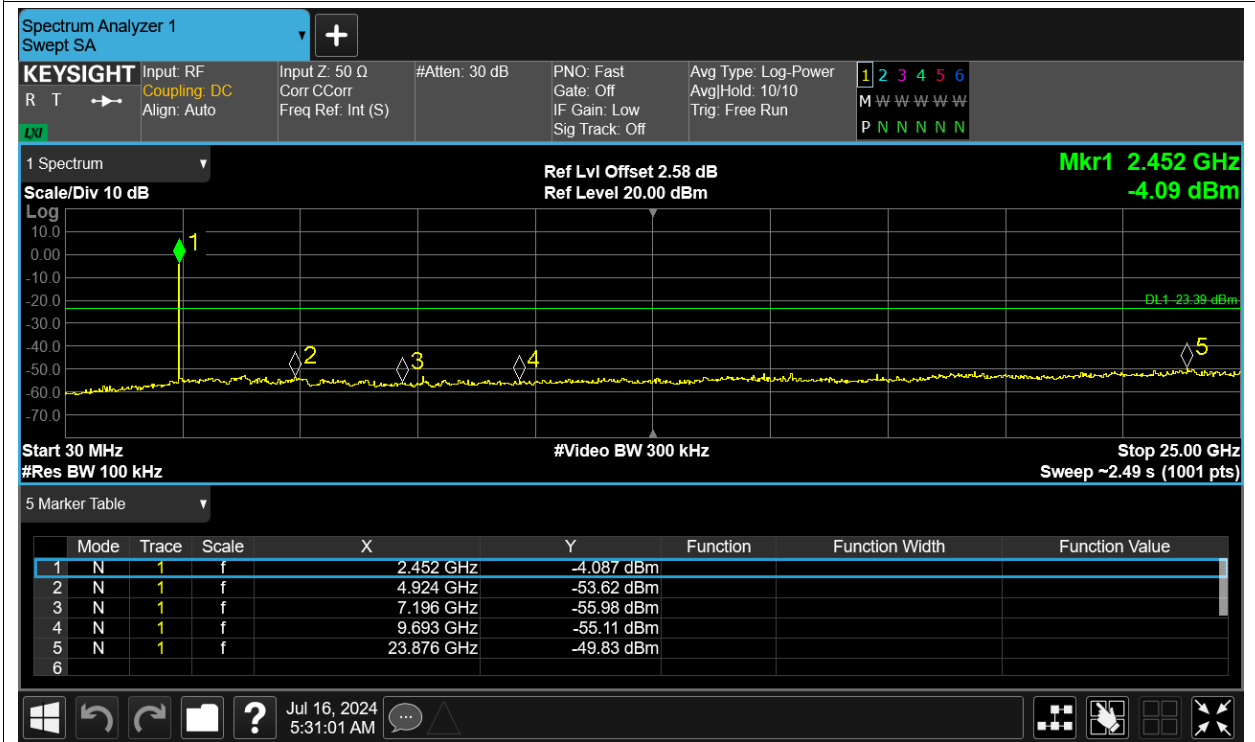 Spectrum Analyzer 1
Swept SA
+
KEYSIGHT
R T
LXI
Input: RF
Coupling: DC
Align: Auto
Input Z: 50 Ω
Corr CCorr
Freq Ref: Int (S)
#Atten: 30 dB
PNO: Fast
Gate: Off
IF Gain: Low
Sig Track: Off
Avg Type: Log-Power
Avg|Hold: 10/10
Trig: Free Run
1 2 3 4 5 6
M W W W W W
P N N N N N
1 Spectrum
Scale/Div 10 dB
Ref Lvl Offset 2.58 dB
Ref Level 20.00 dBm
Mkr1 2.452 GHz
-4.09 dBm
Log
10.0
0.00
-10.0
-20.0
-30.0
-40.0
-50.0
-60.0
-70.0
1
2
3
4
5
DL1 -23.39 dBm
Start 30 MHz
#Res BW 100 kHz
#Video BW 300 kHz
Stop 25.00 GHz
Sweep ~2.49 s (1001 pts)
5 Marker Table
Mode Trace Scale X Y Function Function Width Function Value
1 N 1 f 2.452 GHz -4.087 dBm
2 N 1 f 4.924 GHz -53.62 dBm
3 N 1 f 7.196 GHz -55.98 dBm
4 N 1 f 9.693 GHz -55.11 dBm
5 N 1 f 23.876 GHz -49.83 dBm
6
?
Jul 16, 2024
5:31:01 AM